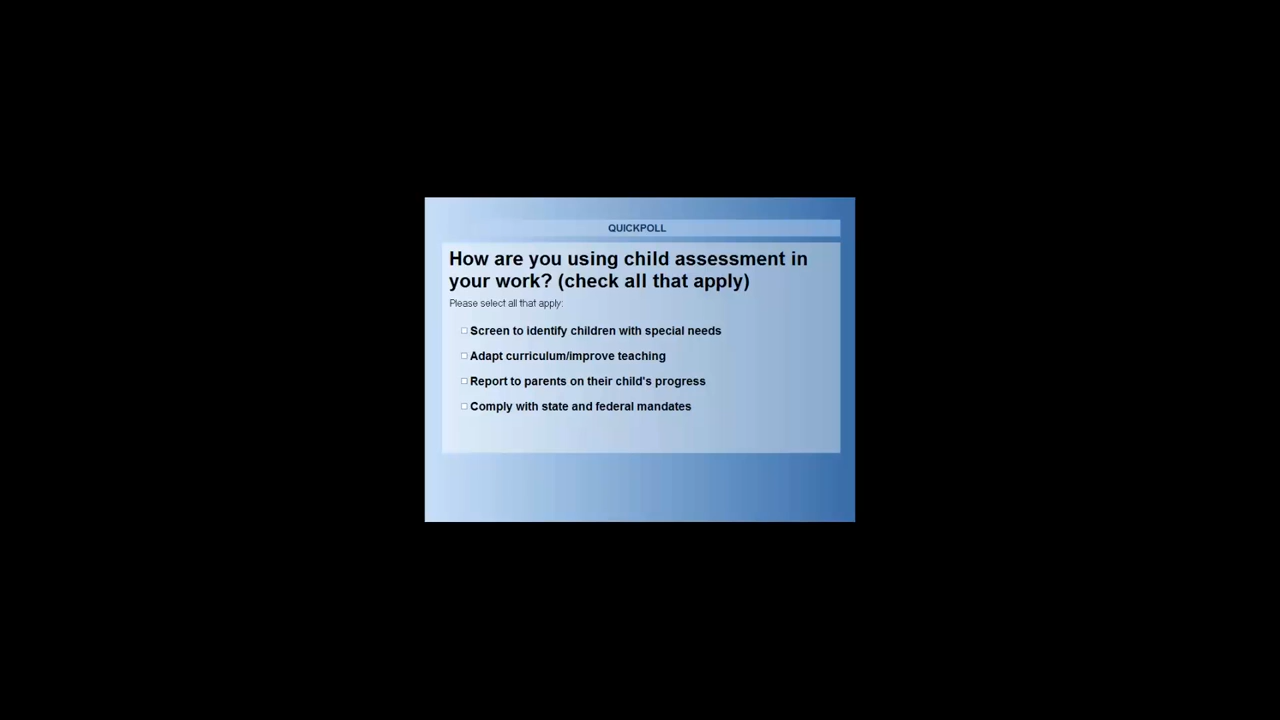 QUICKPOLL
How are you using child assessment in
your work? (check all that apply)
Please select all that apply:
Screen to identify children with special needs
Adapt curriculum/improve teaching
Report to parents on their child's progress
Comply with state and federal mandates